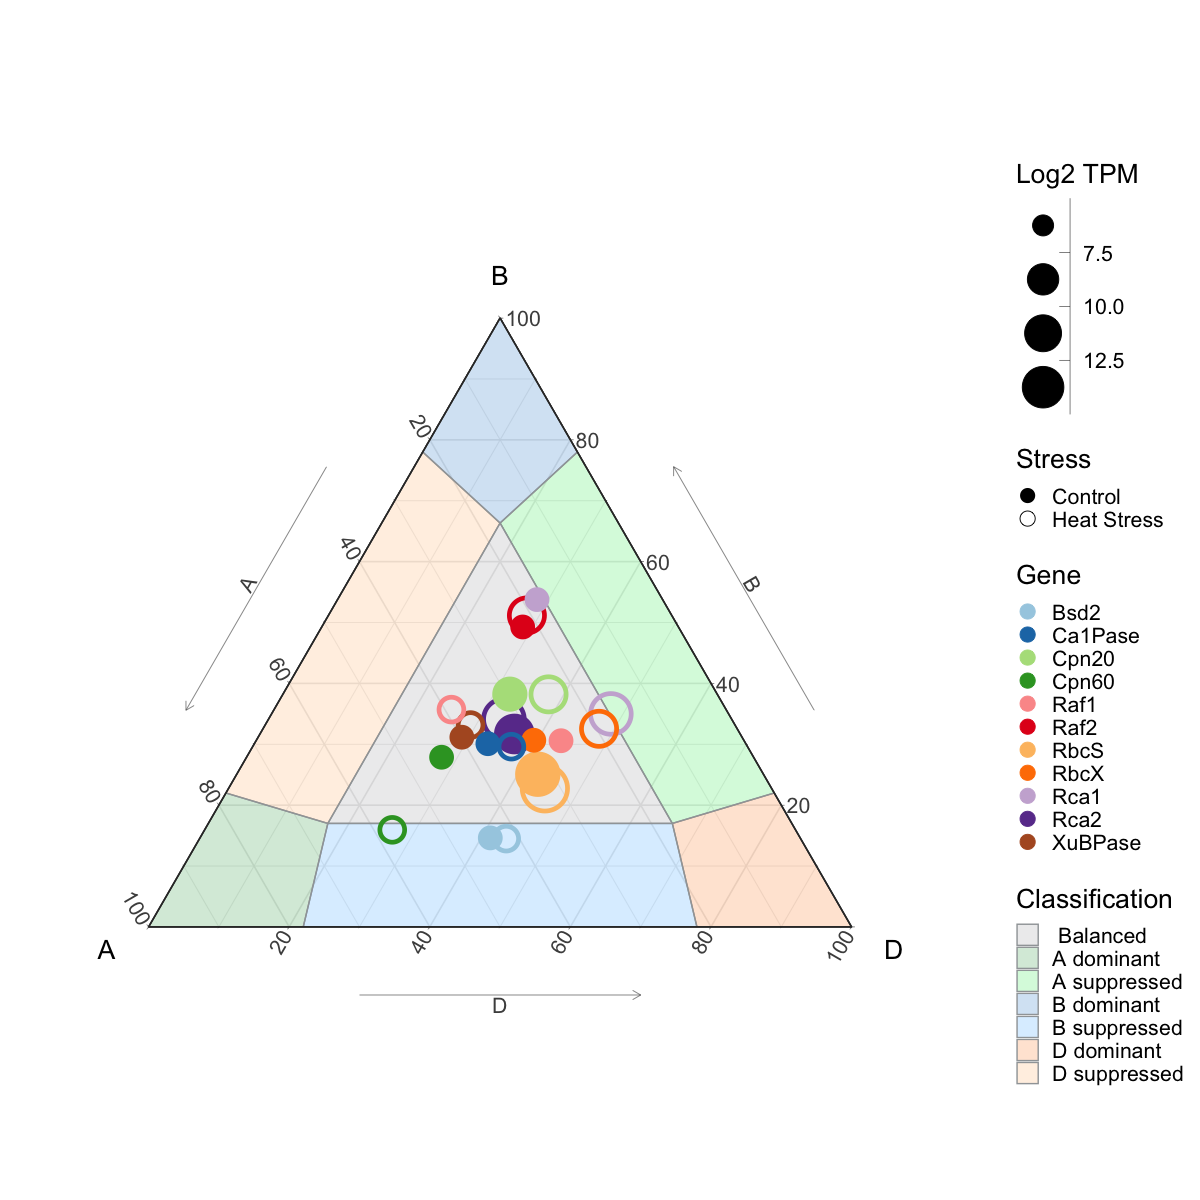 B
100
20
80
40
60
A
B
60
40
80
20
100
A
D
20
40
60
80
100
D
Log2 TPM
7.5
10.0
12.5
Stress
Control
Heat Stress
Gene
Bsd2
Ca1Pase
Cpn20
Cpn60
Raf1
Raf2
RbcS
RbcX
Rca1
Rca2
XuBPase
Classification
Balanced
A dominant
A suppressed
B dominant
B suppressed
D dominant
D suppressed